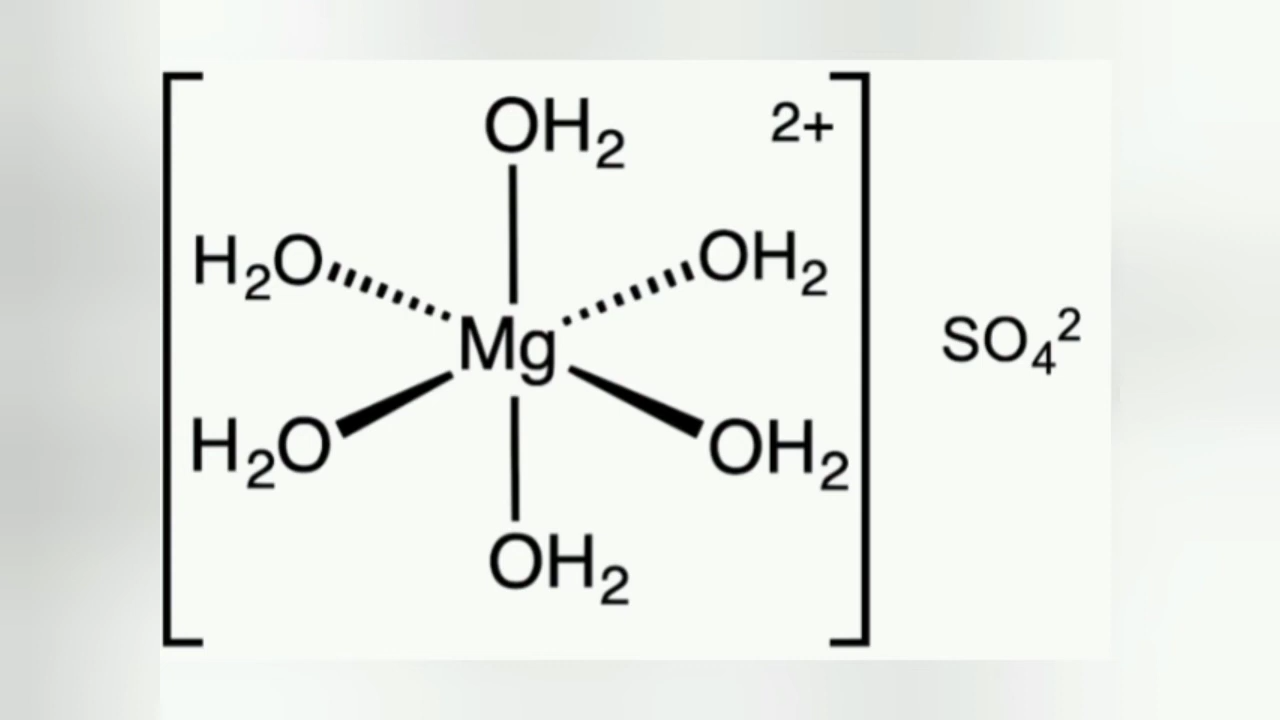 OH₂ 2+
H₂O OH₂
Mg SO₄²
H₂O OH₂
OH₂